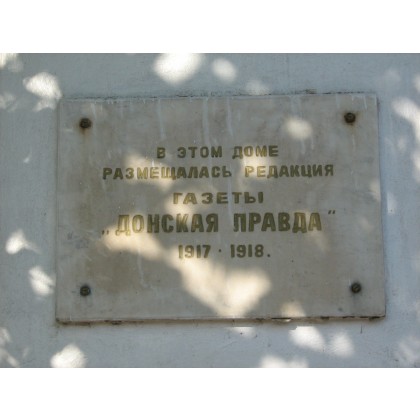 В ЭТОМ ДОМЕ
РАЗМЕЩАЛАСЬ РЕДАКЦИЯ
ГАЗЕТЫ
„ДОНСКАЯ ПРАВДА"
1917 - 1918.